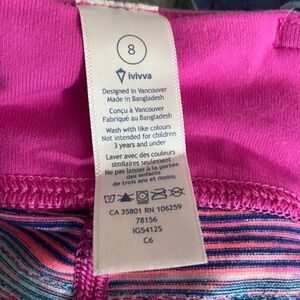 8
ivivva
Designed in Vancouver
Made in Bangladesh
Conçu à Vancouver
Fabriqué au Bangladesh
Wash with like colours
Not intended for children
3 years and under
Laver avec des couleurs
similaires seulement
Ne pas laisser à la portée
des enfants
de trois ans et moins
CA 35801 RN 106259
78156
IG54125
C6